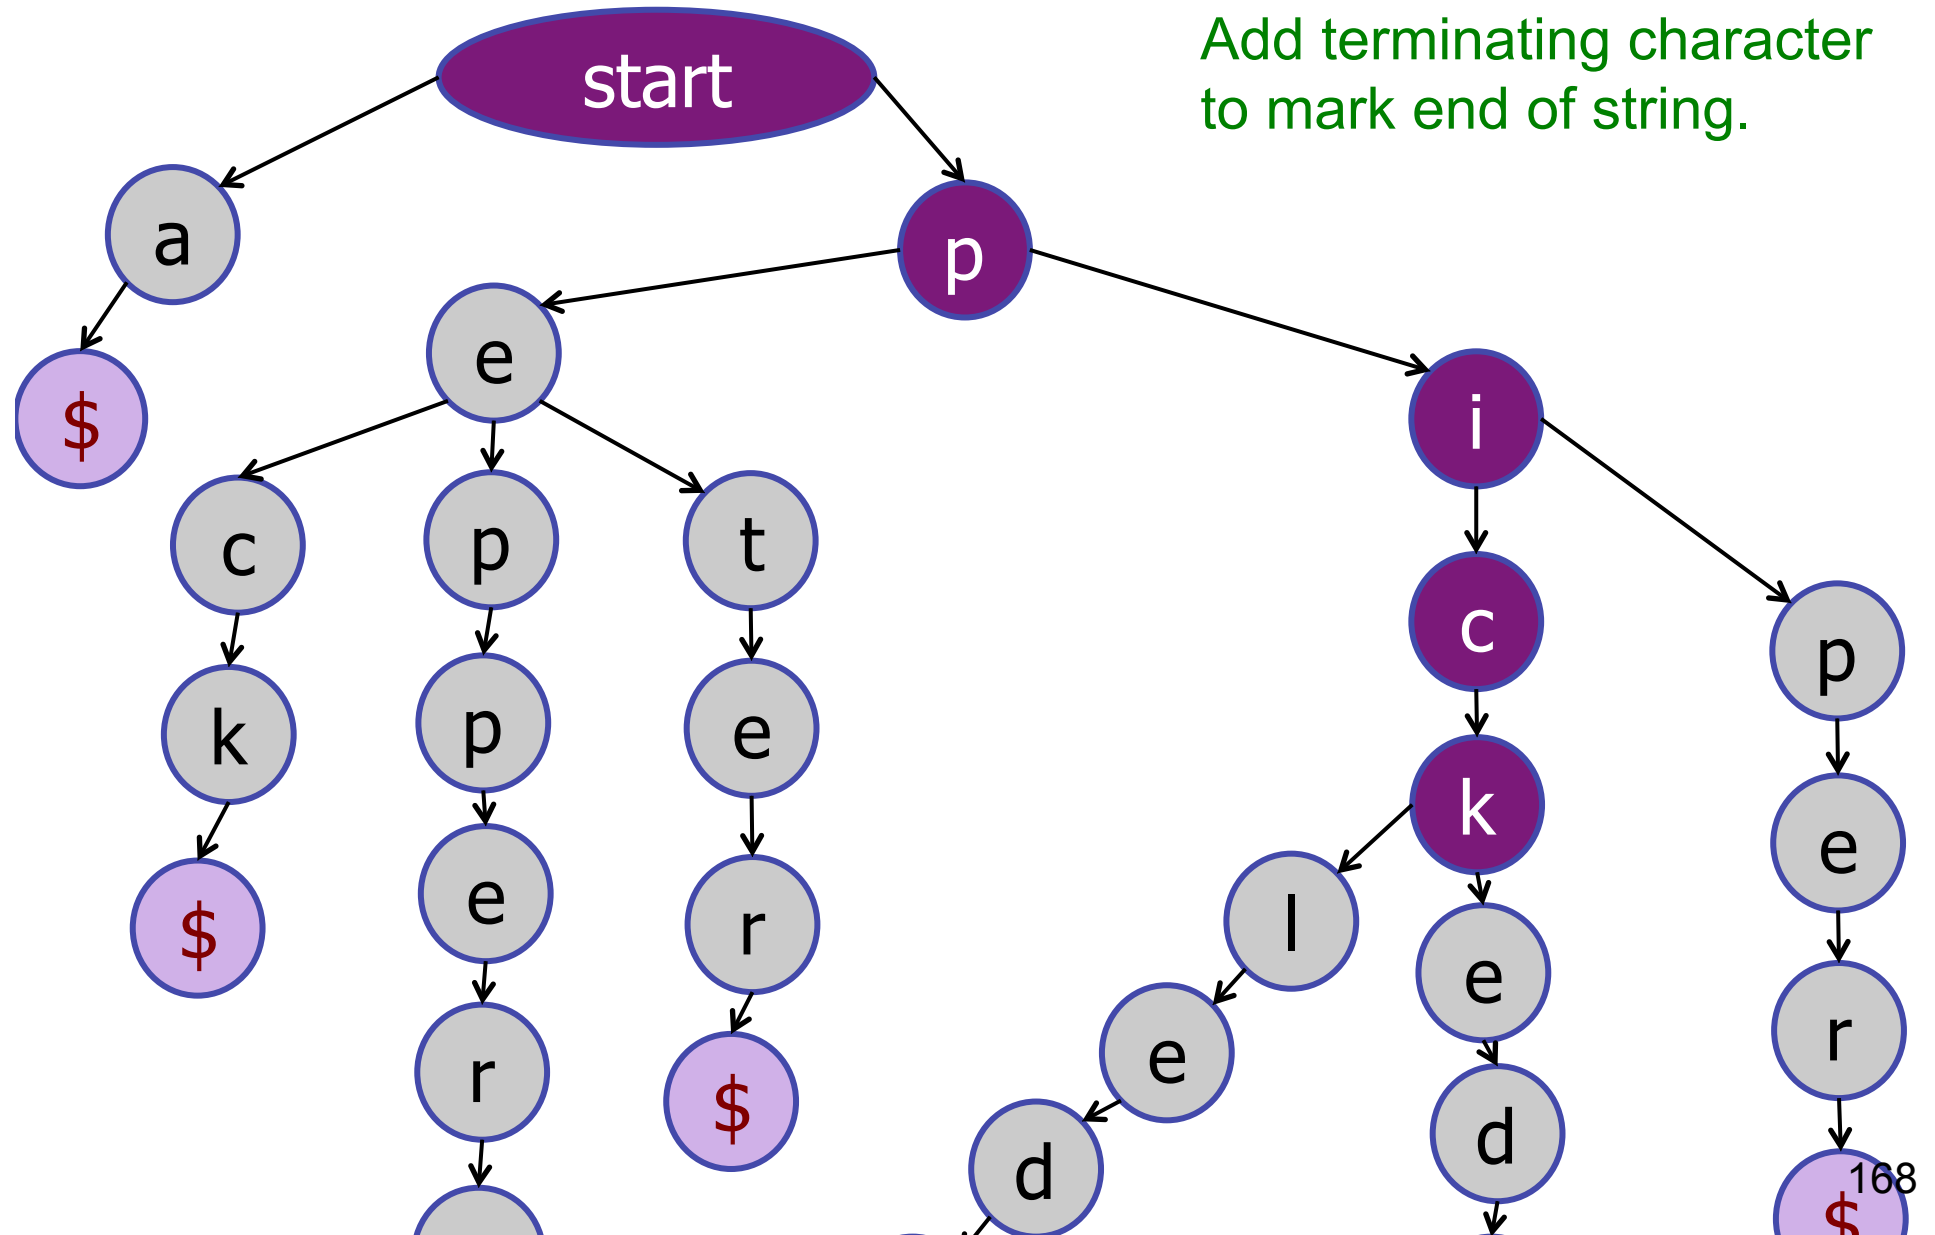 start
Add terminating character
to mark end of string.
a
p
e
i
$
c
p
t
c
p
k
p
e
k
e
$
e
r
l
e
r
r
$
e
d
d
$
168